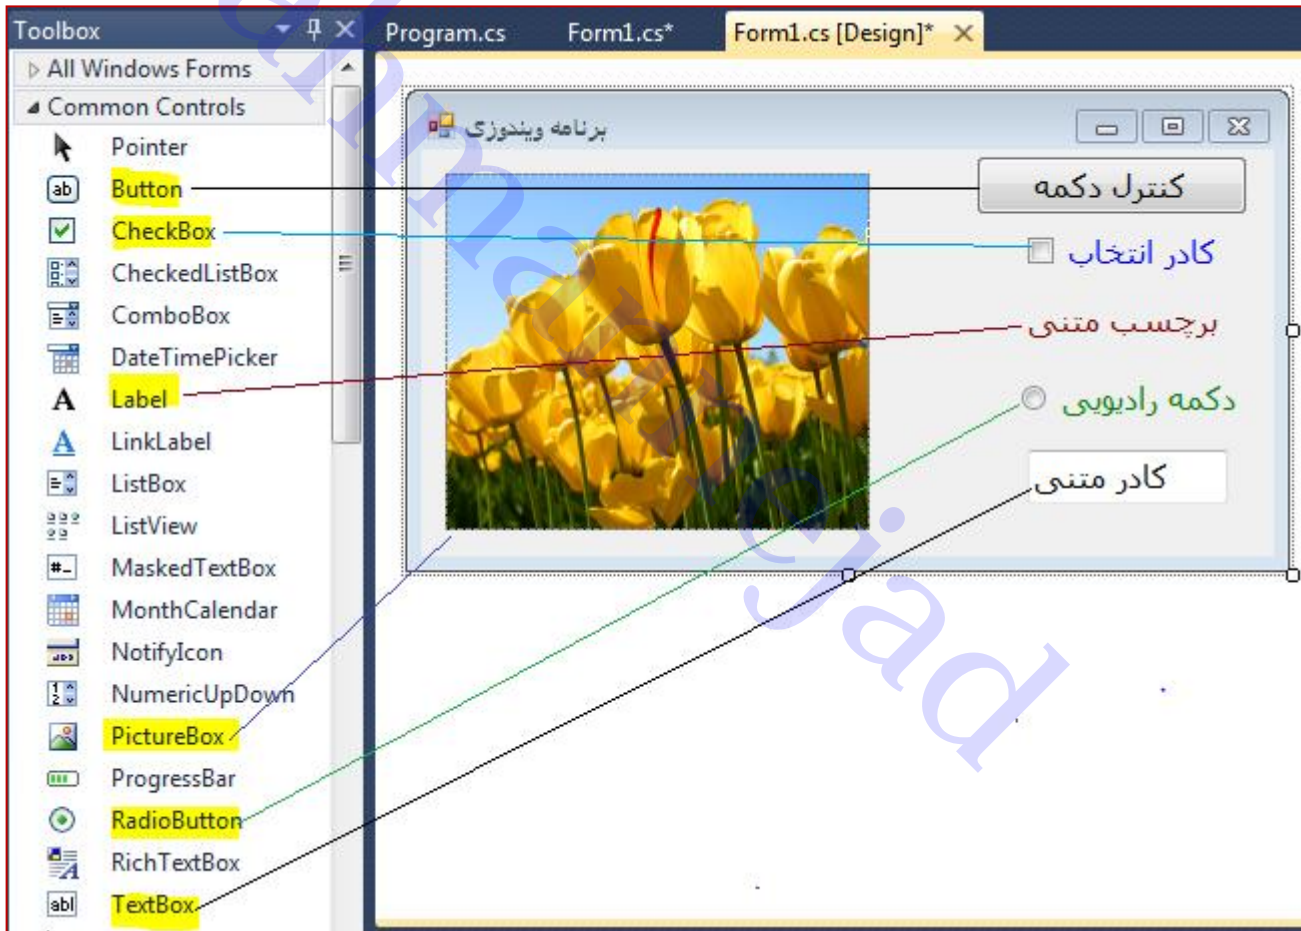 Toolbox
Program.cs
Form1.cs*
Form1.cs [Design]*
All Windows Forms
Common Controls
Pointer
Button
CheckBox
CheckedListBox
ComboBox
DateTimePicker
Label
LinkLabel
ListBox
ListView
MaskedTextBox
MonthCalendar
NotifyIcon
NumericUpDown
PictureBox
ProgressBar
RadioButton
RichTextBox
TextBox
برنامه ویندوزی
کنترل دکمه
کادر انتخاب
برچسب متنی
دکمه رادیویی
کادر متنی